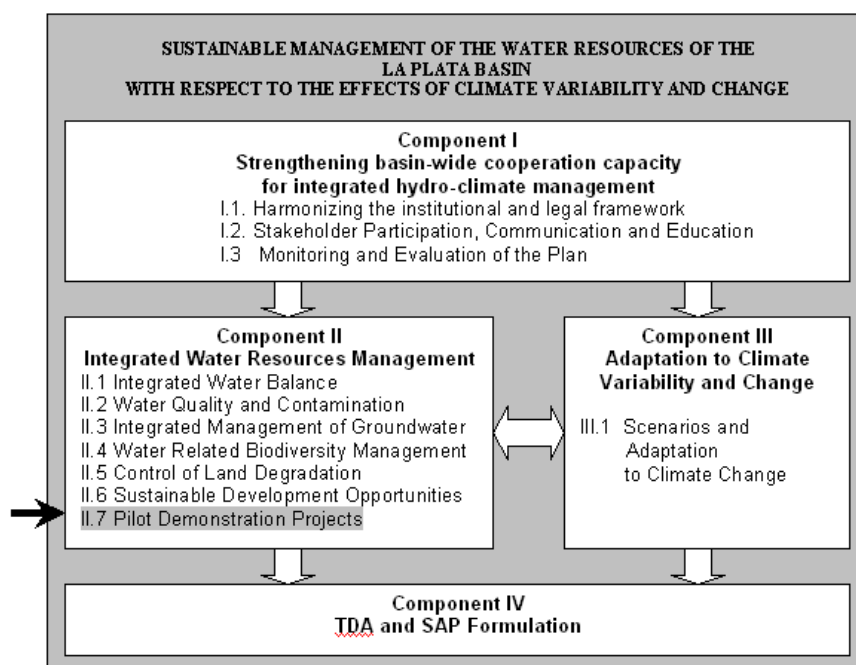 SUSTAINABLE MANAGEMENT OF THE WATER RESOURCES OF THE
LA PLATA BASIN
WITH RESPECT TO THE EFFECTS OF CLIMATE VARIABILITY AND CHANGE
Component I
Strengthening basin-wide cooperation capacity
for integrated hydro-climate management
I.1. Harmonizing the institutional and legal framework
I.2. Stakeholder Participation, Communication and Education
I.3 Monitoring and Evaluation of the Plan
Component II
Integrated Water Resources Management
II.1 Integrated Water Balance
II.2 Water Quality and Contamination
II.3 Integrated Management of Groundwater
II.4 Water Related Biodiversity Management
II.5 Control of Land Degradation
II.6 Sustainable Development Opportunities
II.7 Pilot Demonstration Projects
Component III
Adaptation to Climate
Variability and Change
III.1 Scenarios and
Adaptation
to Climate Change
Component IV
TDA and SAP Formulation